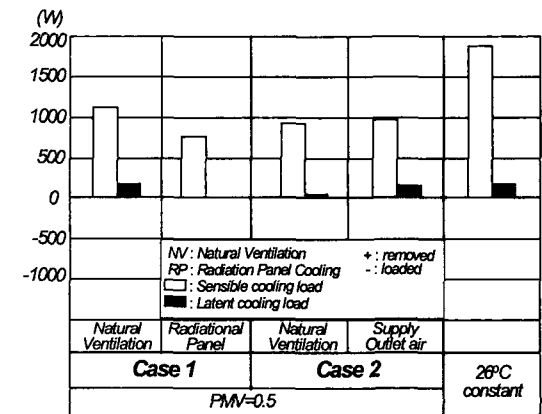 (W)
2000
1500
1000
500
0
-500
-1000
NV : Natural Ventilation
+ : removed
RP : Radiation Panel Cooling
- : loaded
: Sensible cooling load
: Latent cooling load
Natural Ventilation
Radiational Panel
Natural Ventilation
Supply Outlet air
Case 1
Case 2
26°C constant
PMV=0.5